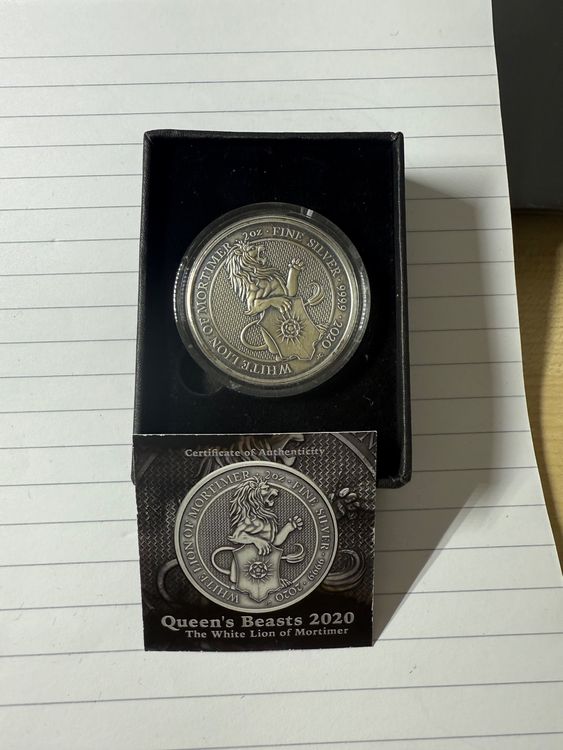 WHITE LION OF MORTIMER · 2oz · FINE SILVER · 9999 · 2020
Certificate of Authenticity
WHITE LION OF MORTIMER · 2oz · FINE SILVER · 9999 · 2020
Queen's Beasts 2020
The White Lion of Mortimer